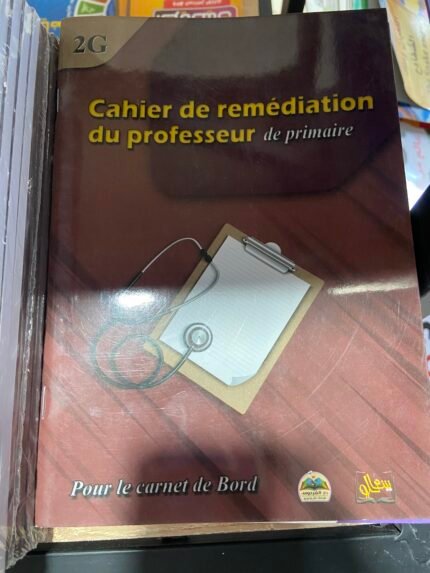 2G
Cahier de remédiation
du professeur de primaire
Pour le carnet de Bord